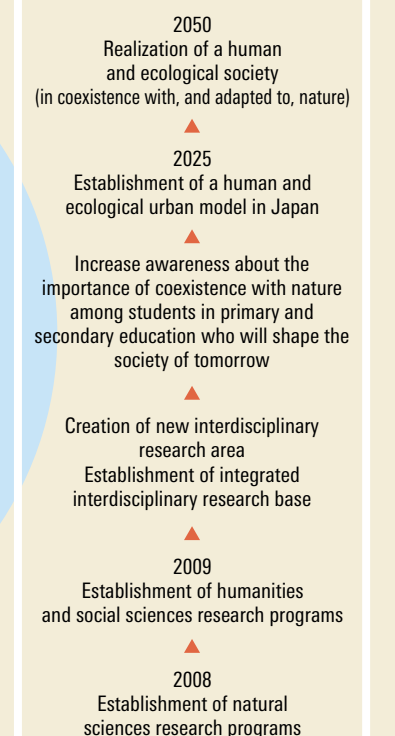 2050
Realization of a human
and ecological society
(in coexistence with, and adapted to, nature)
2025
Establishment of a human and
ecological urban model in Japan
Increase awareness about the
importance of coexistence with nature
among students in primary and
secondary education who will shape the
society of tomorrow
Creation of new interdisciplinary
research area
Establishment of integrated
interdisciplinary research base
2009
Establishment of humanities
and social sciences research programs
2008
Establishment of natural
sciences research programs